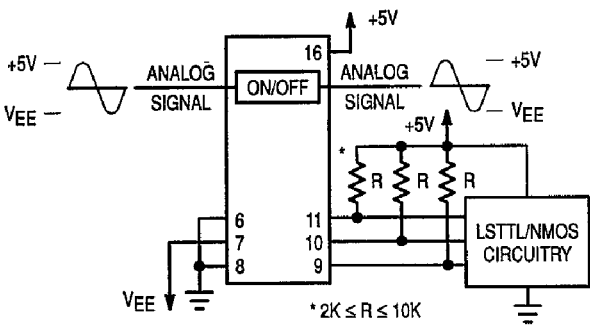 +5V
16
+5V
ANALOG
SIGNAL
VEE
ON/OFF
ANALOG
SIGNAL
+5V
VEE
+5V
*
R
R
R
6
7
8
11
10
9
LSTTL/NMOS
CIRCUITRY
VEE
* 2K ≤ R ≤ 10K